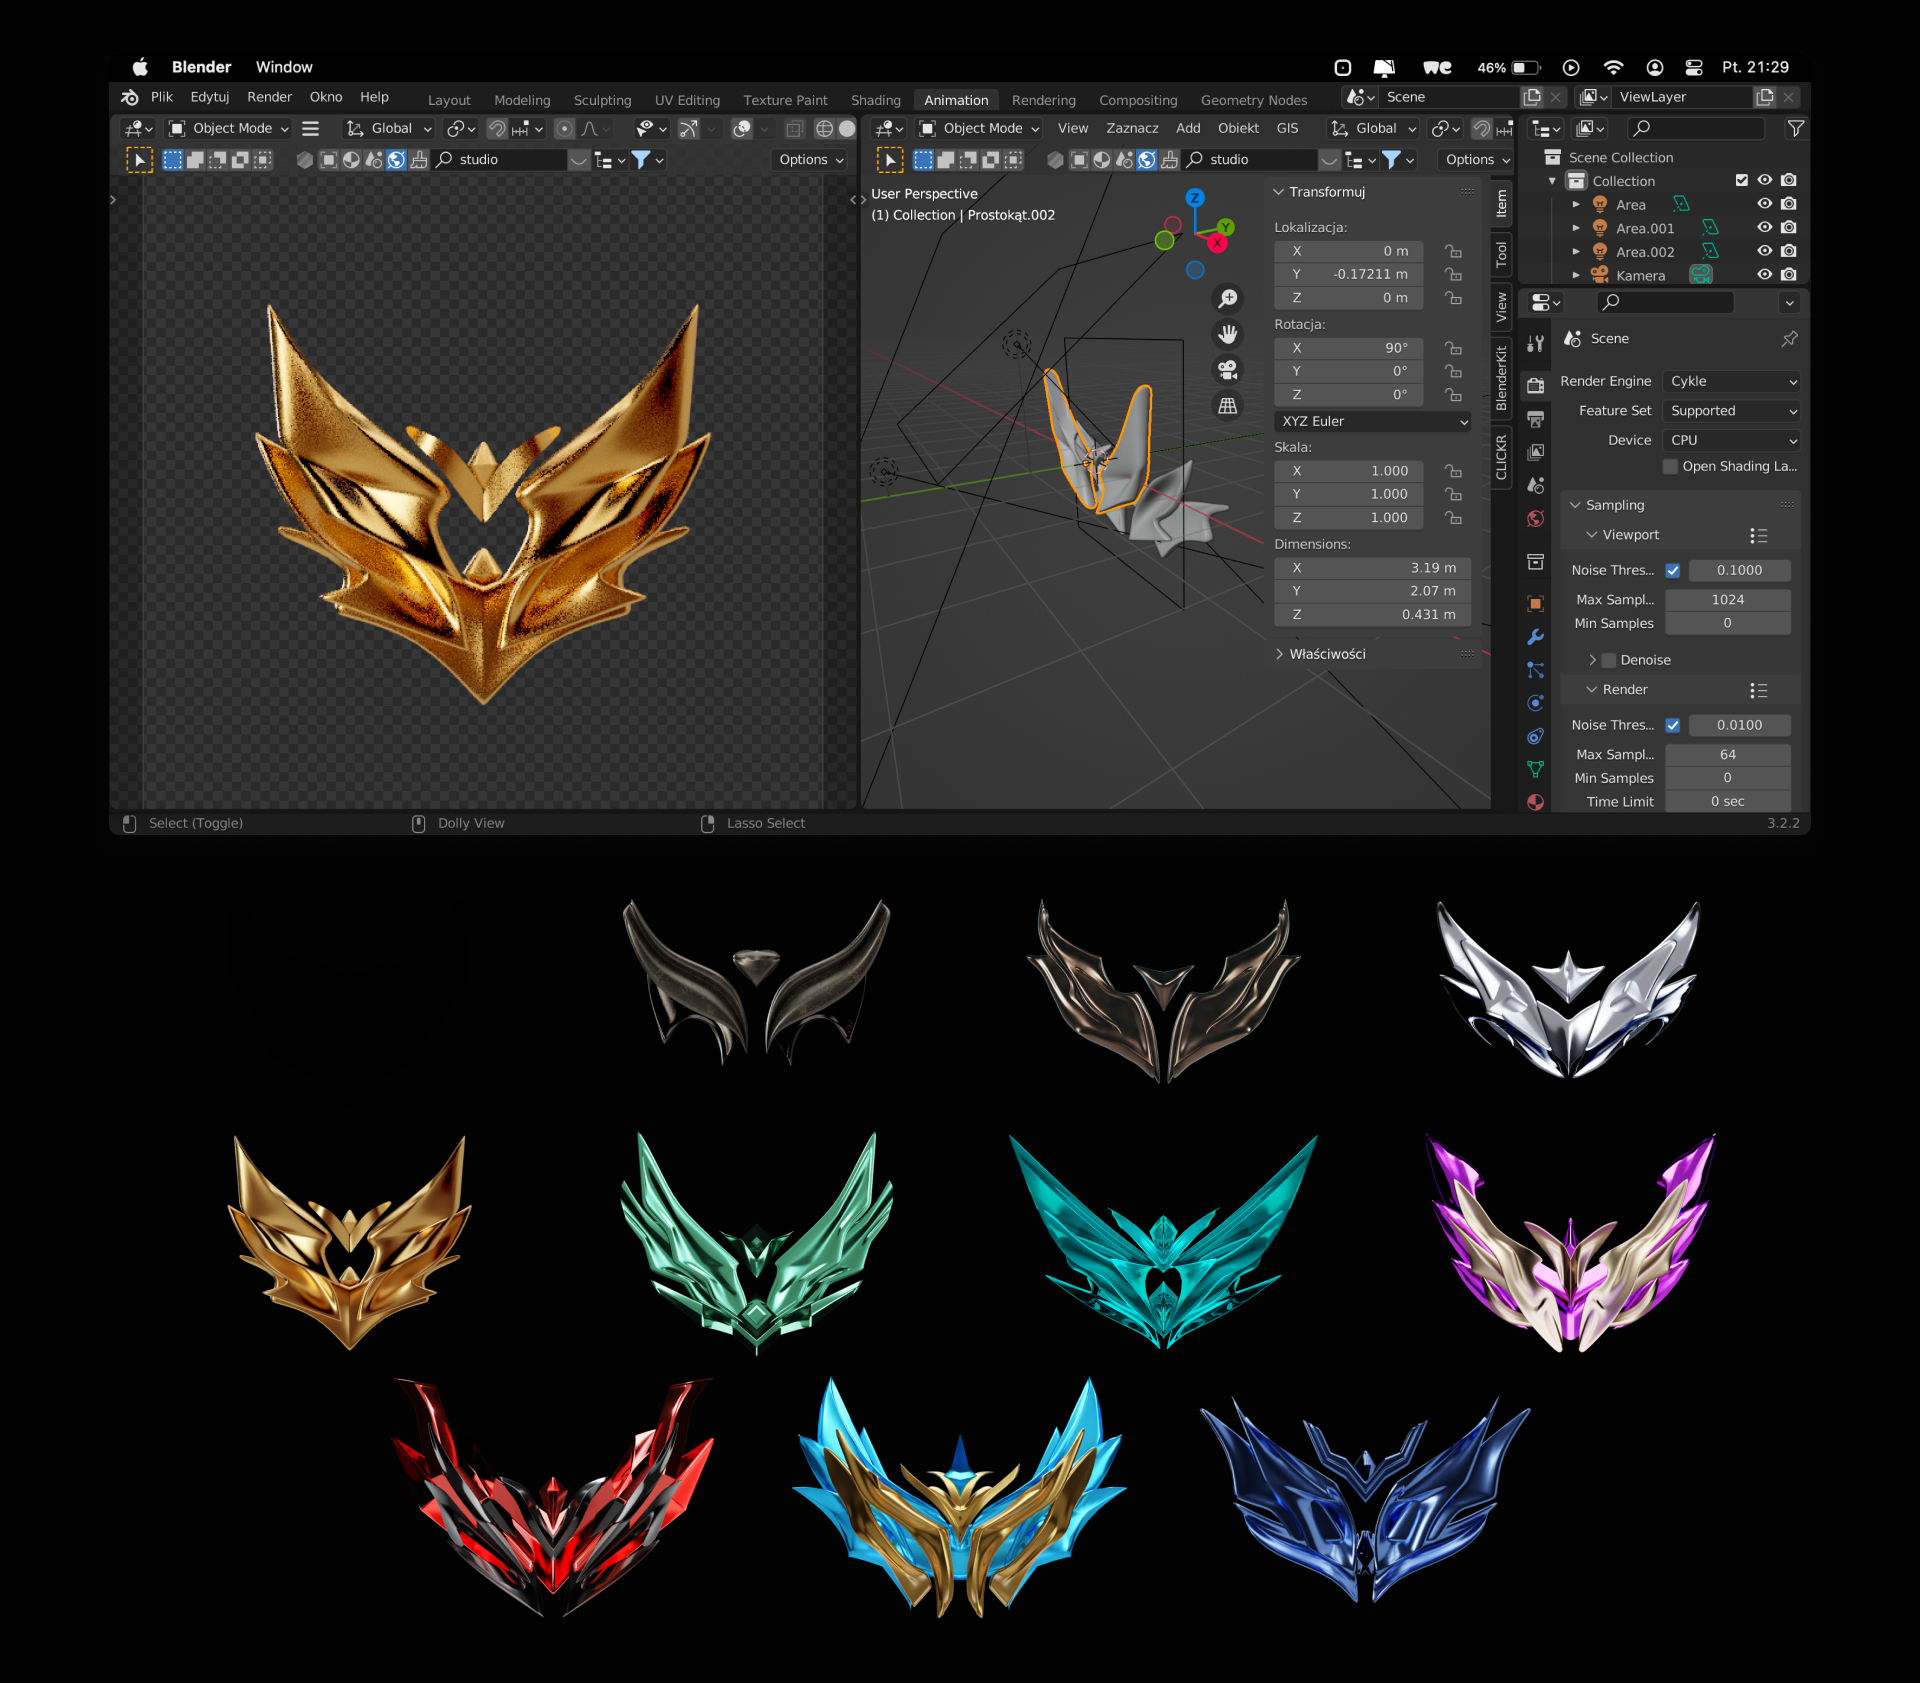 Blender Window 46% Pt. 21:29
Plik Edytuj Render Okno Help Layout Modeling Sculpting UV Editing Texture Paint Shading Animation Rendering Compositing Geometry Nodes Scene ViewLayer
Object Mode Global
studio Options
Object Mode View Zaznacz Add Obiekt GIS Global
studio Options
User Perspective
(1) Collection | Prostokąt.002
Z
Y
X
Transformuj
Lokalizacja:
X 0 m
Y -0.17211 m
Z 0 m
Rotacja:
X 90°
Y 0°
Z 0°
XYZ Euler
Skala:
X 1.000
Y 1.000
Z 1.000
Dimensions:
X 3.19 m
Y 2.07 m
Z 0.431 m
Właściwości
Item
Tool
View
BlenderKit
CLICKR
Scene Collection
Collection
Area
Area.001
Area.002
Kamera
Scene
Render Engine Cykle
Feature Set Supported
Device CPU
Open Shading La...
Sampling
Viewport
Noise Thres... 0.1000
Max Sampl... 1024
Min Samples 0
Denoise
Render
Noise Thres... 0.0100
Max Sampl... 64
Min Samples 0
Time Limit 0 sec
Select (Toggle) Dolly View Lasso Select 3.2.2